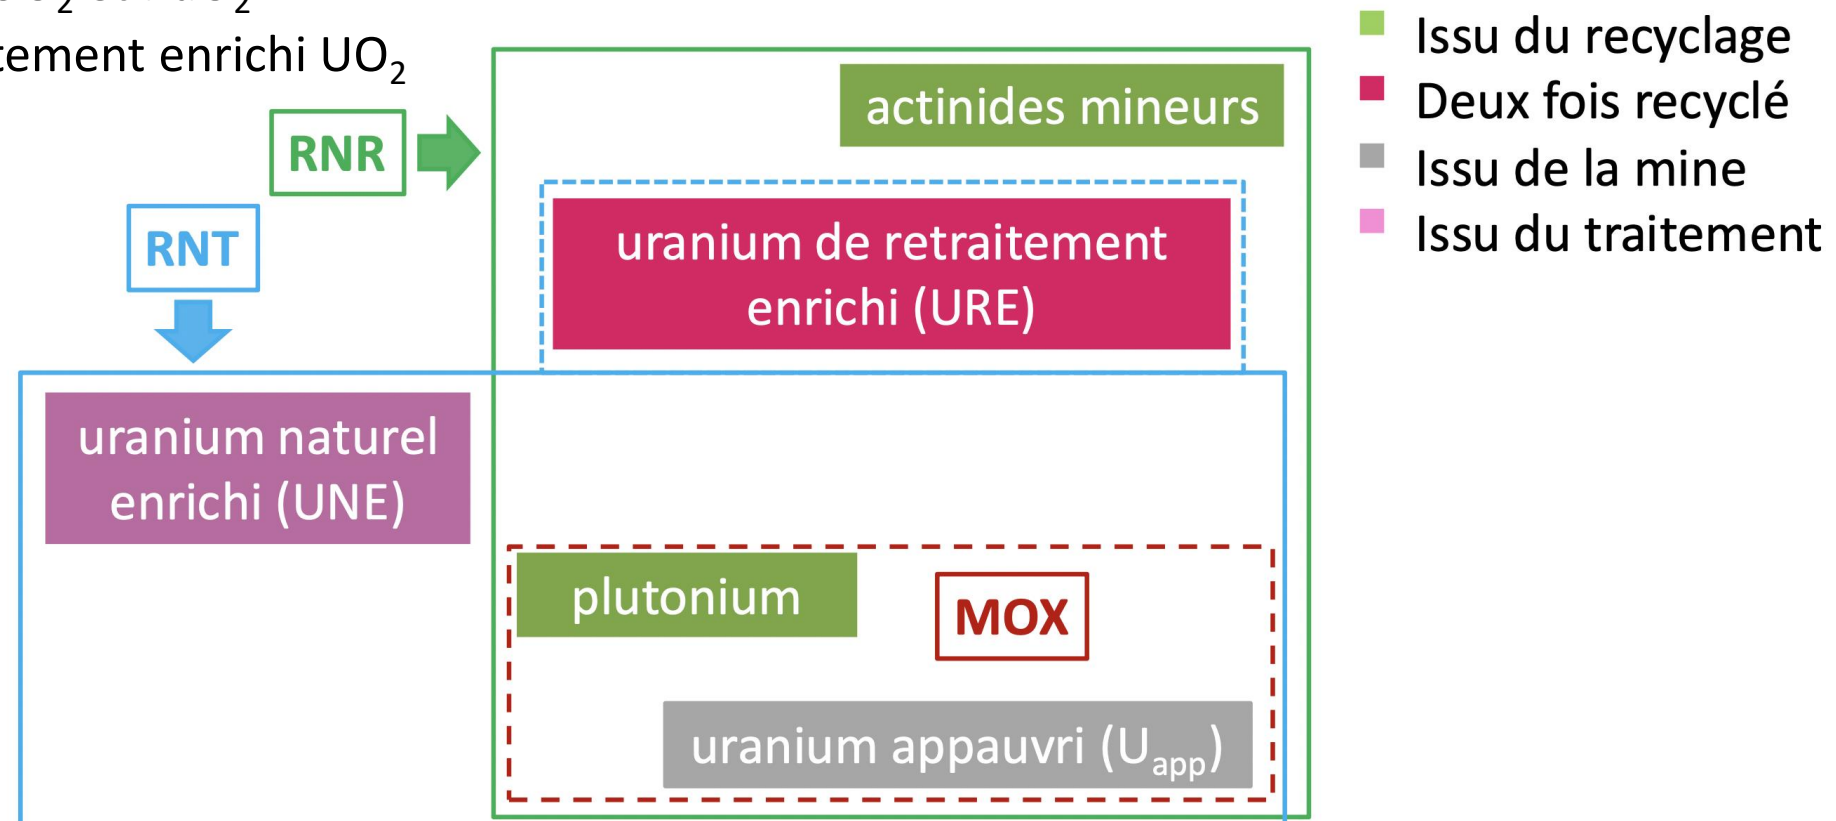 enrichi UO₂
RNR
RNT
actinides mineurs
uranium de retraitement
enrichi (URE)
uranium naturel
enrichi (UNE)
plutonium
MOX
uranium appauvri (Uapp)
Issu du recyclage
Deux fois recyclé
Issu de la mine
Issu du traitement